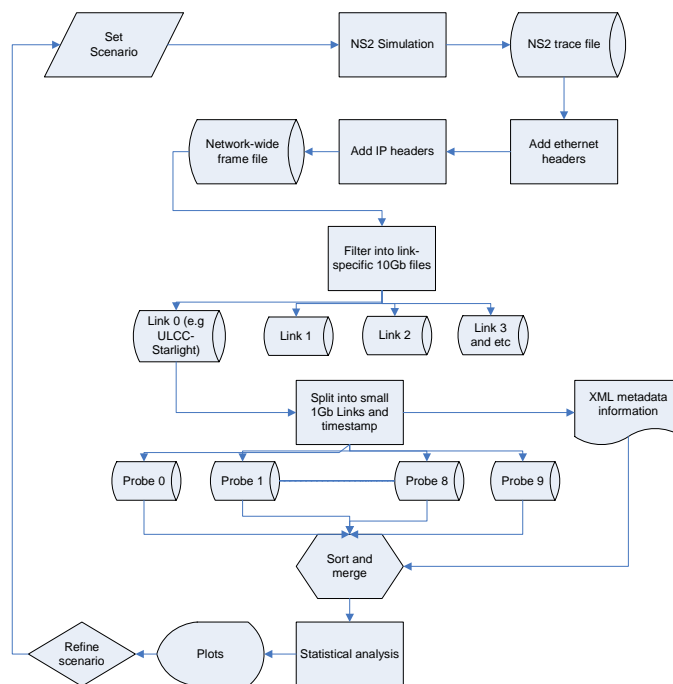 Set
Scenario
NS2 Simulation
NS2 trace file
Network-wide
frame file
Add IP headers
Add ethernet
headers
Filter into link-
specific 10Gb files
Link 0 (e.g
ULCC-
Starlight)
Link 1
Link 2
Link 3
and etc
Split into small
1Gb Links and
timestamp
XML metadata
information
Probe 0
Probe 1
Probe 8
Probe 9
Sort and
merge
Refine
scenario
Plots
Statistical analysis